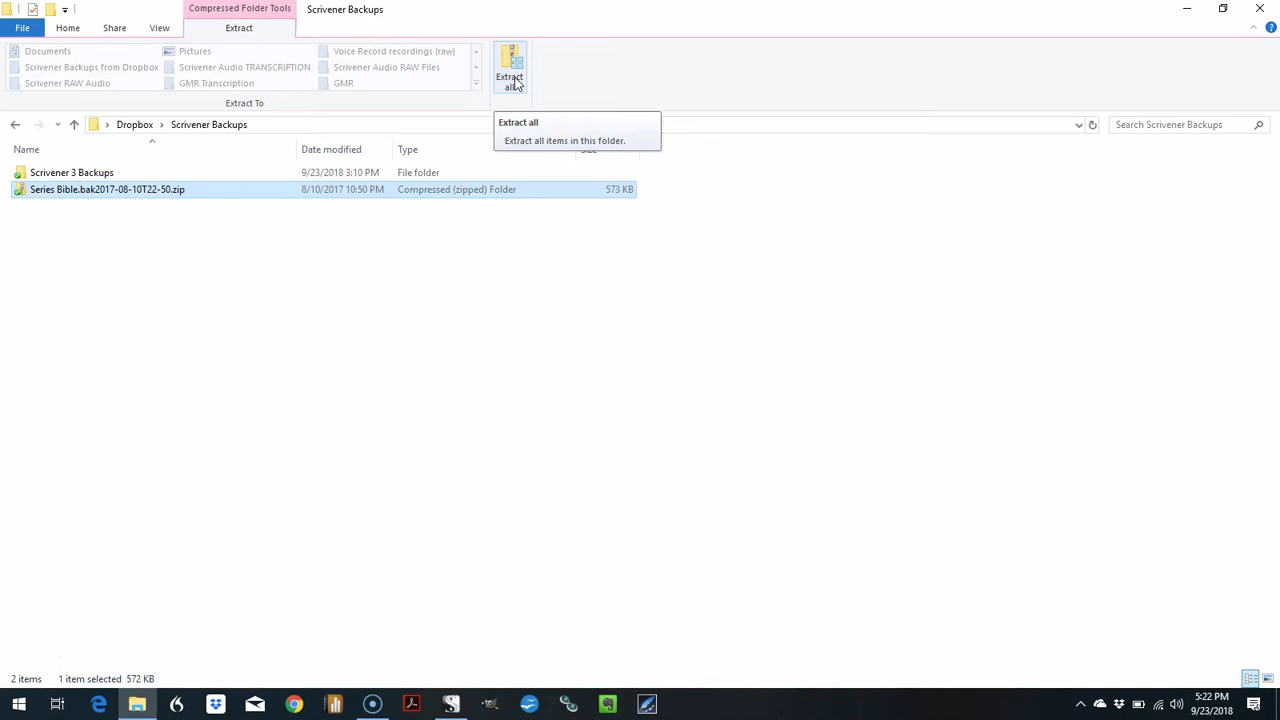 Compressed Folder Tools
Scrivener Backups
File
Home
Share
View
Extract
Documents
Pictures
Voice Record recordings (raw)
Scrivener Backups from Dropbox
Scrivener Audio TRANSCRIPTION
Scrivener Audio RAW Files
Scrivener RAW Audio
GMR Transcription
GMR
Extract To
Extract
all
Extract all
Extract all items in this folder.
Dropbox
Scrivener Backups
Search Scrivener Backups
Name
Date modified
Type
Size
Scrivener 3 Backups
9/23/2018 3:10 PM
File folder
Series Bible.bak2017-08-10T22-50.zip
8/10/2017 10:50 PM
Compressed (zipped) Folder
573 KB
2 items
1 item selected 572 KB
5:22 PM
9/23/2018